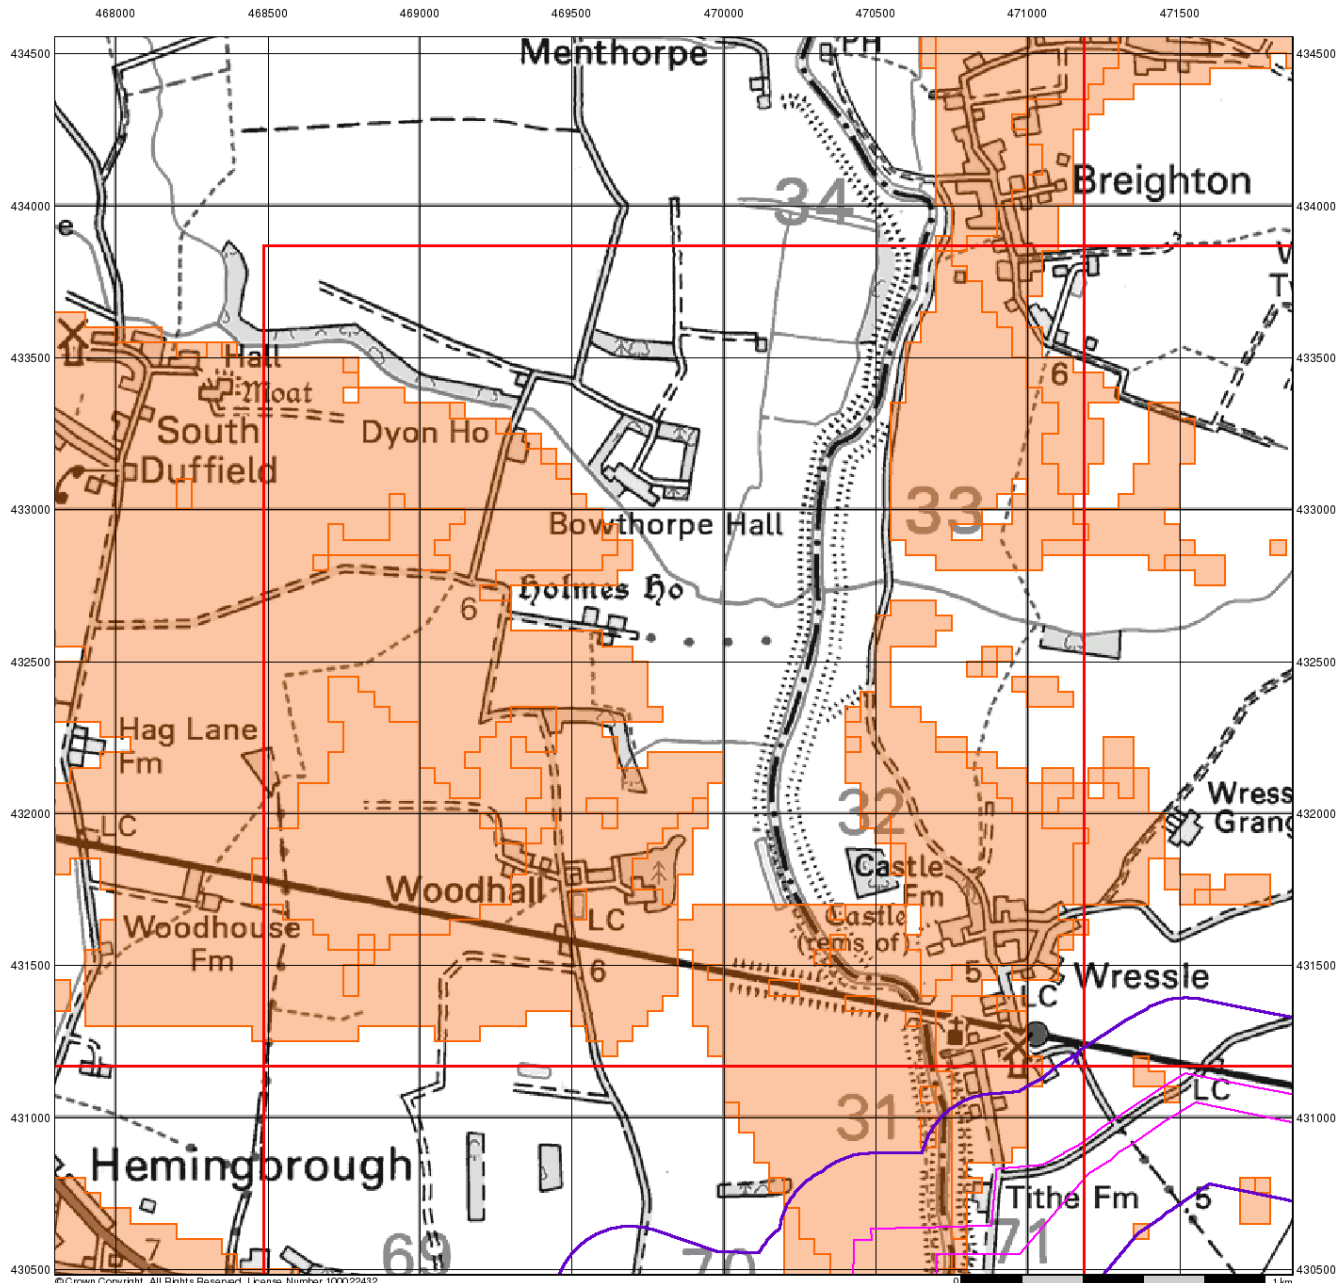 468000 468500 469000 469500 470000 470500 471000 471500
434500 Menthorpe PH 434500
34 Breighton
434000 434000
e
433500 Hall 6 433500
Moat
South Dyon Ho
Duffield
433000 Bowthorpe Hall 33 433000
Holmes Ho
6
432500 432500
Hag Lane
Fm
432000 32 Wress 432000
LC Grang
Castle
Fm
Woodhall LC Castle
Woodhouse (rems of)
Fm
431500 6 5 Wressle 431500
LC
LC
431000 31 431000
Hemingbrough
Tithe Fm 5
7 69 70 71
430500 430500
© Crown Copyright. All Rights Reserved. License Number 100022432 0 1 km